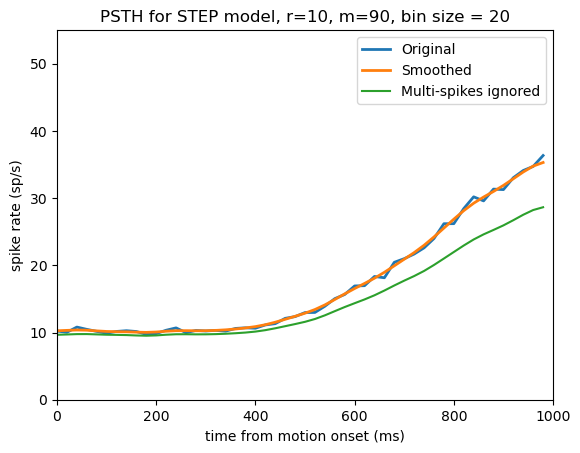 PSTH for STEP model, r=10, m=90, bin size = 20
Original
Smoothed
Multi-spikes ignored
spike rate (sp/s)
50
40
30
20
10
0
0 200 400 600 800 1000
time from motion onset (ms)